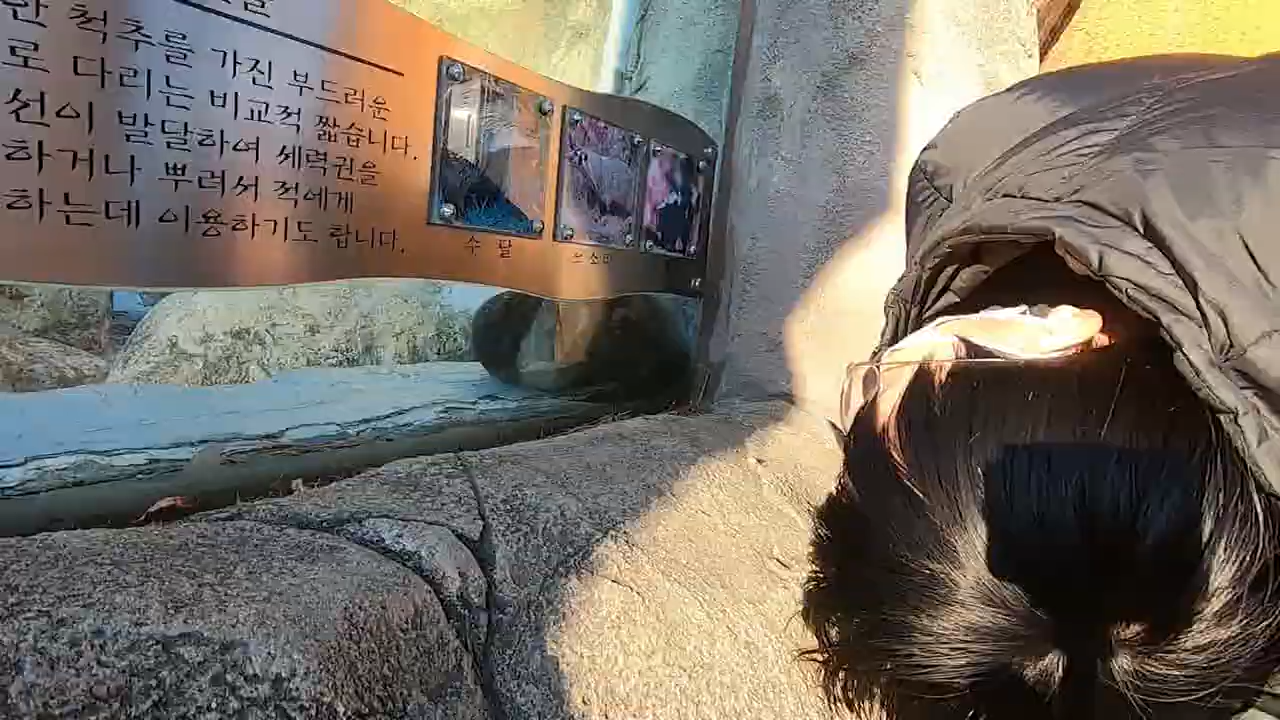 한 척추를 가진 부드러운
로 다리는 비교적 짧습니다.
선이 발달하여 세력권을
하거나 뿌려서 적에게
하는데 이용하기도 합니다.
수 달